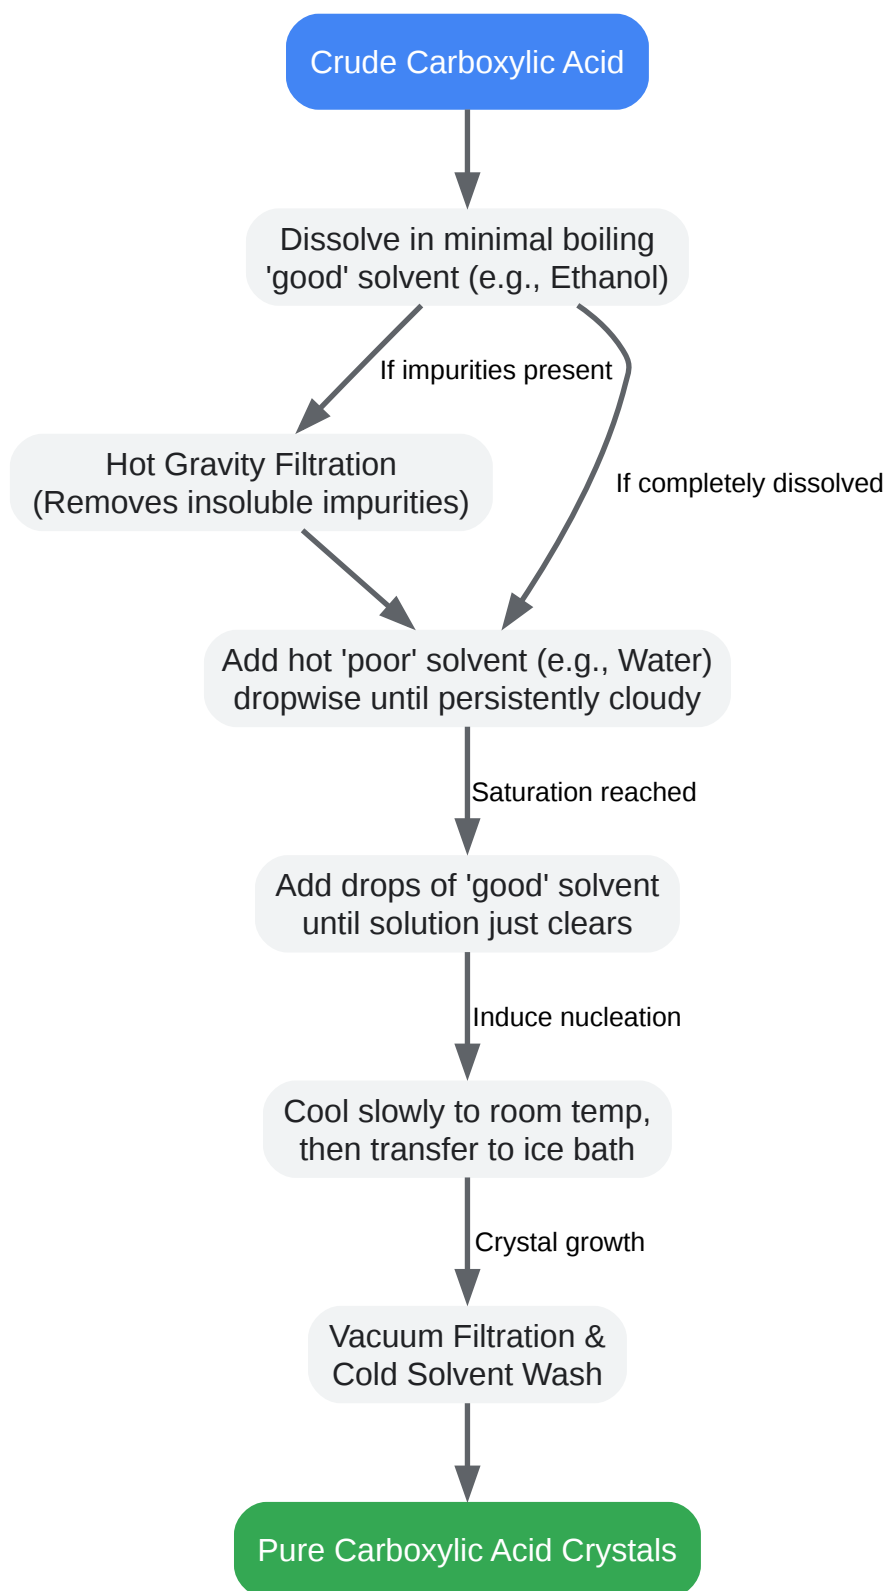 Crude Carboxylic Acid
Dissolve in minimal boiling
'good' solvent (e.g., Ethanol)
If impurities present
Hot Gravity Filtration
(Removes insoluble impurities)
If completely dissolved
Add hot 'poor' solvent (e.g., Water)
dropwise until persistently cloudy
Saturation reached
Add drops of 'good' solvent
until solution just clears
Induce nucleation
Cool slowly to room temp,
then transfer to ice bath
Crystal growth
Vacuum Filtration &
Cold Solvent Wash
Pure Carboxylic Acid Crystals